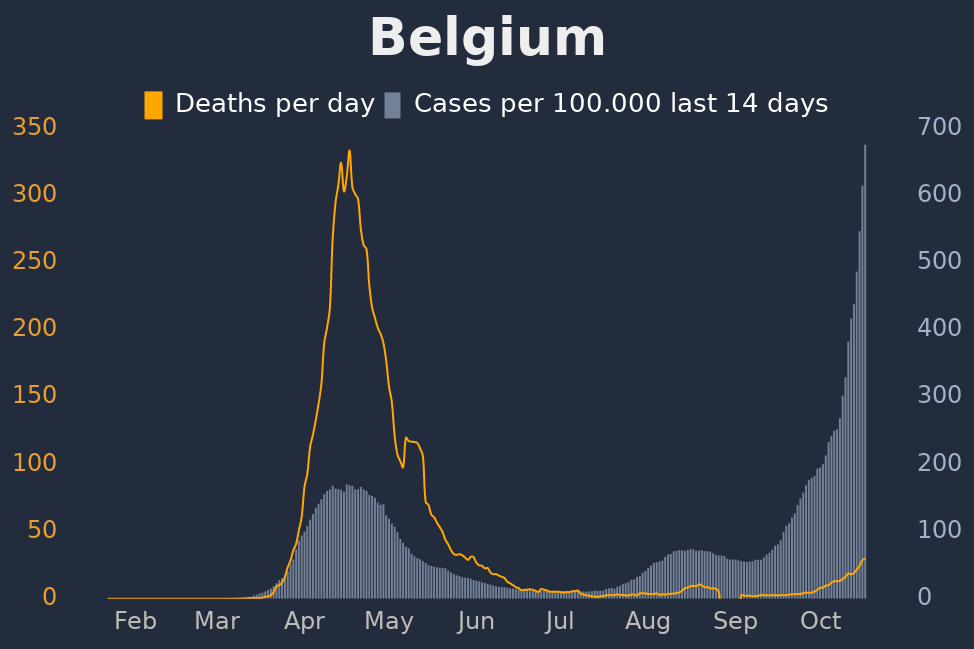 Belgium
Deaths per day Cases per 100.000 last 14 days
350 700
300 600
250 500
200 400
150 300
100 200
50 100
0 0
Feb Mar Apr May Jun Jul Aug Sep Oct